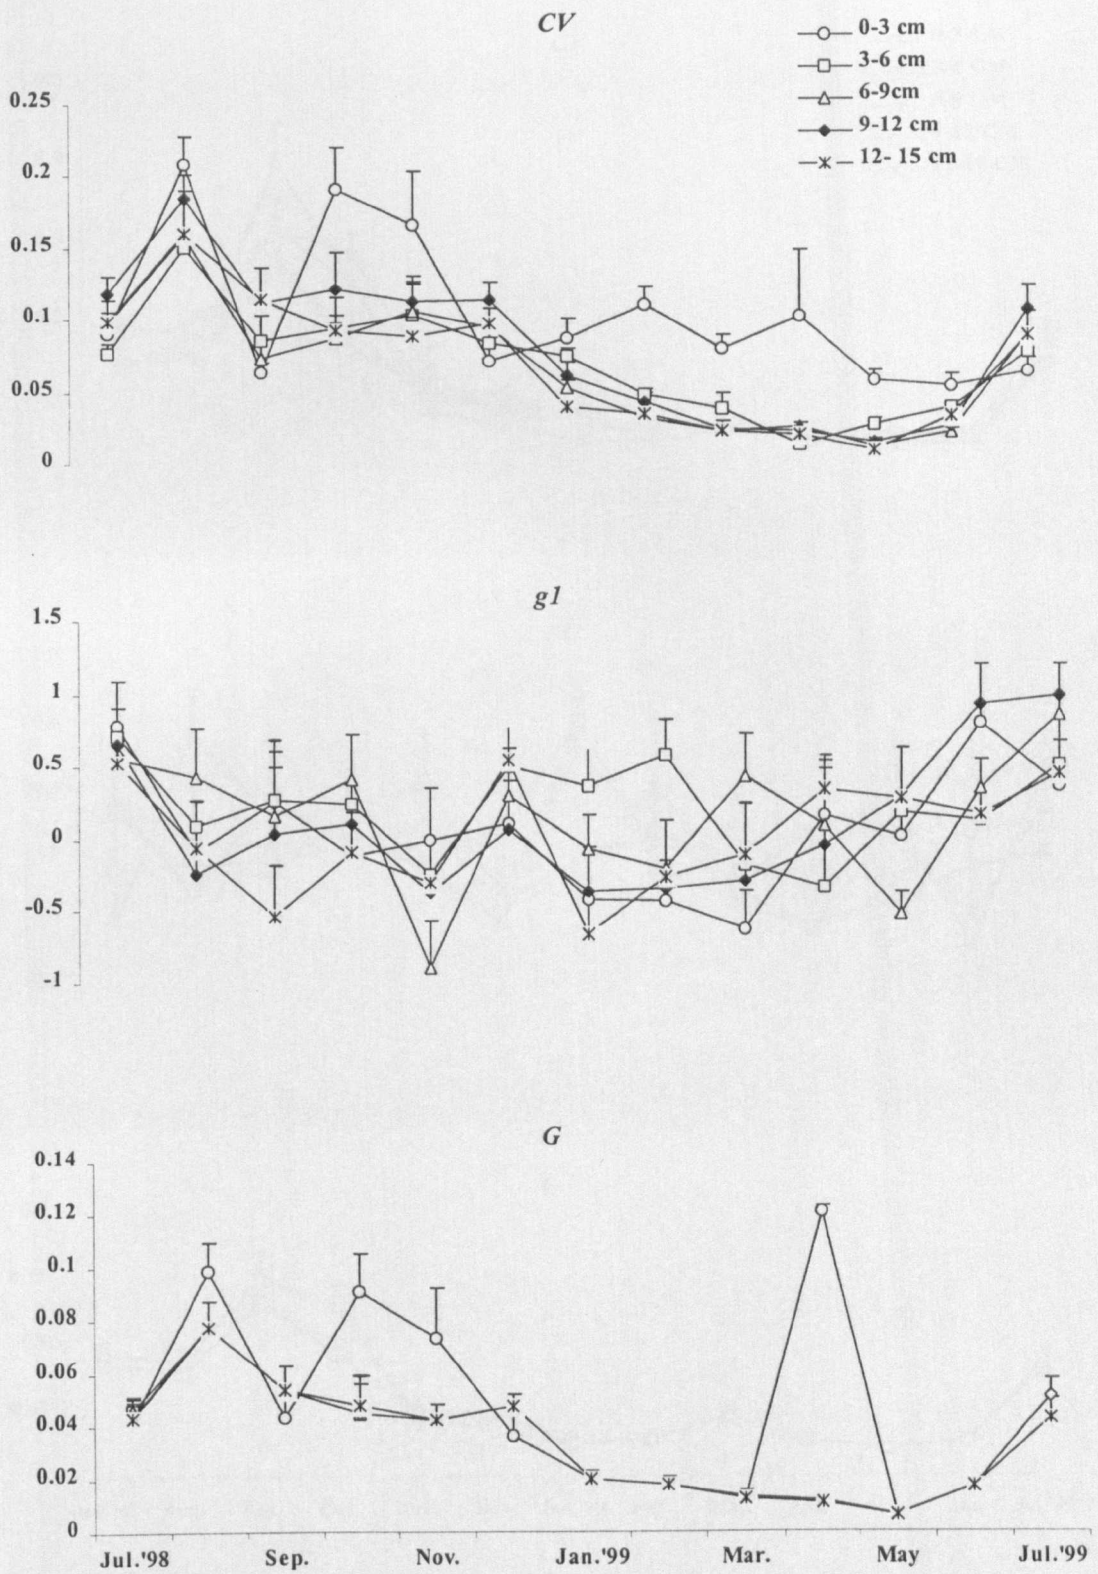 CV
0-3 cm
3-6 cm
6-9cm
9-12 cm
12- 15 cm
0.25
0.2
0.15
0.1
0.05
0
g1
1.5
1
0.5
0
-0.5
-1
G
0.14
0.12
0.1
0.08
0.06
0.04
0.02
0
Jul.'98 Sep. Nov. Jan.'99 Mar. May Jul.'99